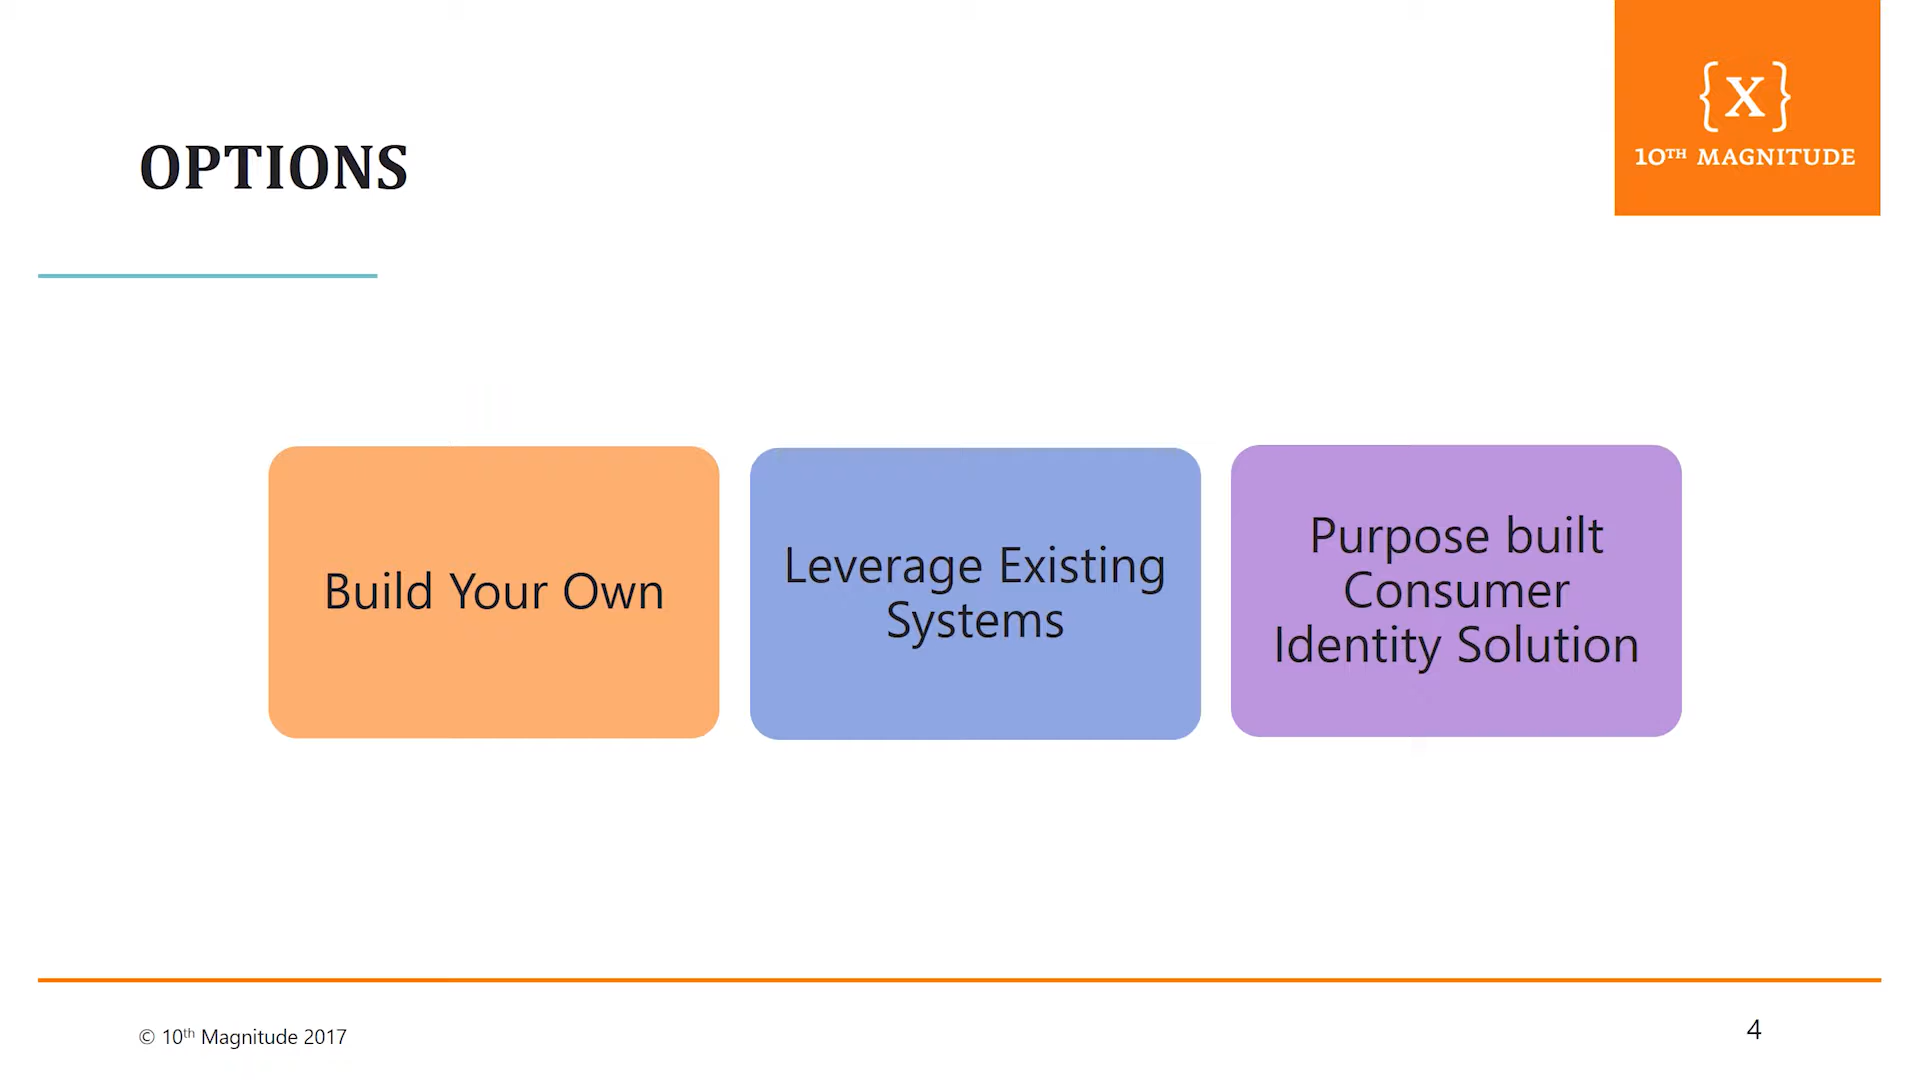 {X}
10TH MAGNITUDE
OPTIONS
Build Your Own
Leverage Existing
Systems
Purpose built
Consumer
Identity Solution
© 10th Magnitude 2017
4